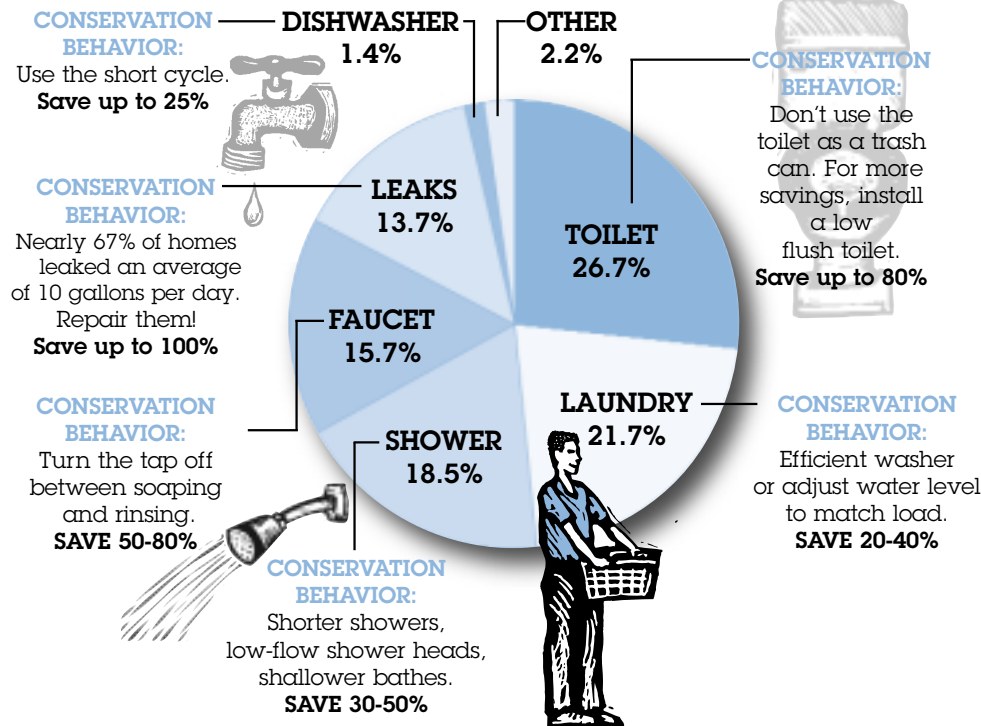 CONSERVATION
BEHAVIOR:
Use the short cycle.
Save up to 25%
DISHWASHER
1.4%
OTHER
2.2%
CONSERVATION
BEHAVIOR:
Don't use the
toilet as a trash
can. For more
savings, install
a low
flush toilet.
Save up to 80%
TOILET
26.7%
CONSERVATION
BEHAVIOR:
Nearly 67% of homes
leaked an average
of 10 gallons per day.
Repair them!
Save up to 100%
LEAKS
13.7%
FAUCET
15.7%
CONSERVATION
BEHAVIOR:
Turn the tap off
between soaping
and rinsing.
SAVE 50-80%
SHOWER
18.5%
LAUNDRY
21.7%
CONSERVATION
BEHAVIOR:
Efficient washer
or adjust water level
to match load.
SAVE 20-40%
CONSERVATION
BEHAVIOR:
Shorter showers,
low-flow shower heads,
shallower bathes.
SAVE 30-50%